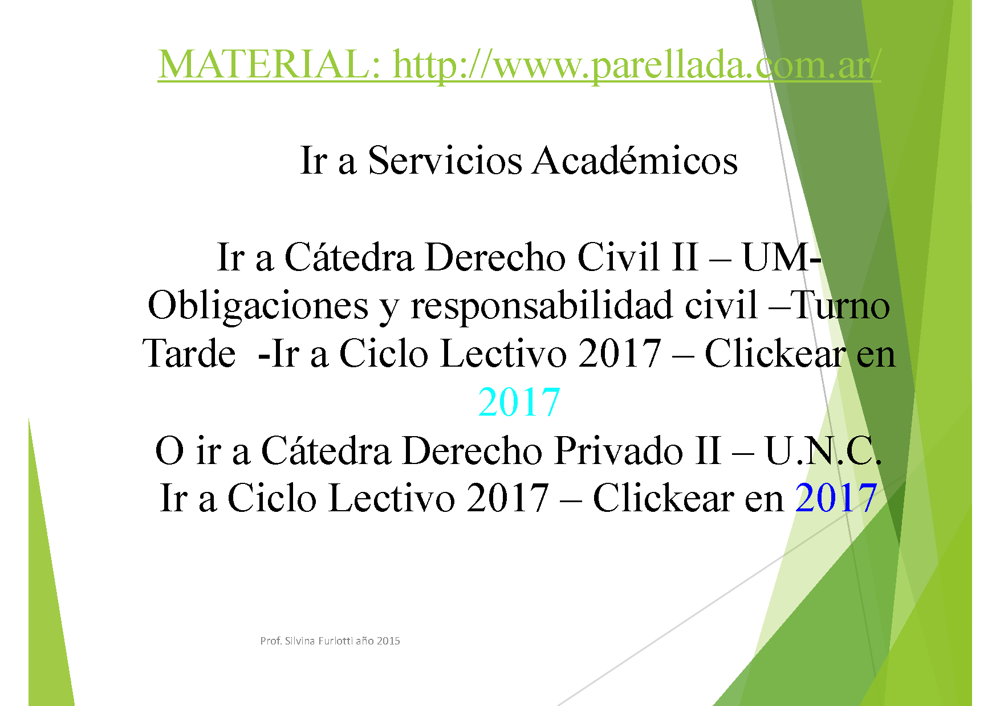 MATERIAL: http://www.parellada.com.ar/
Ir a Servicios Académicos
Ir a Cátedra Derecho Civil II – UM-
Obligaciones y responsabilidad civil –Turno
Tarde -Ir a Ciclo Lectivo 2017 – Clickear en
2017
O ir a Cátedra Derecho Privado II – U.N.C.
Ir a Ciclo Lectivo 2017 – Clickear en 2017
Prof. Silvina Furlotti año 2015